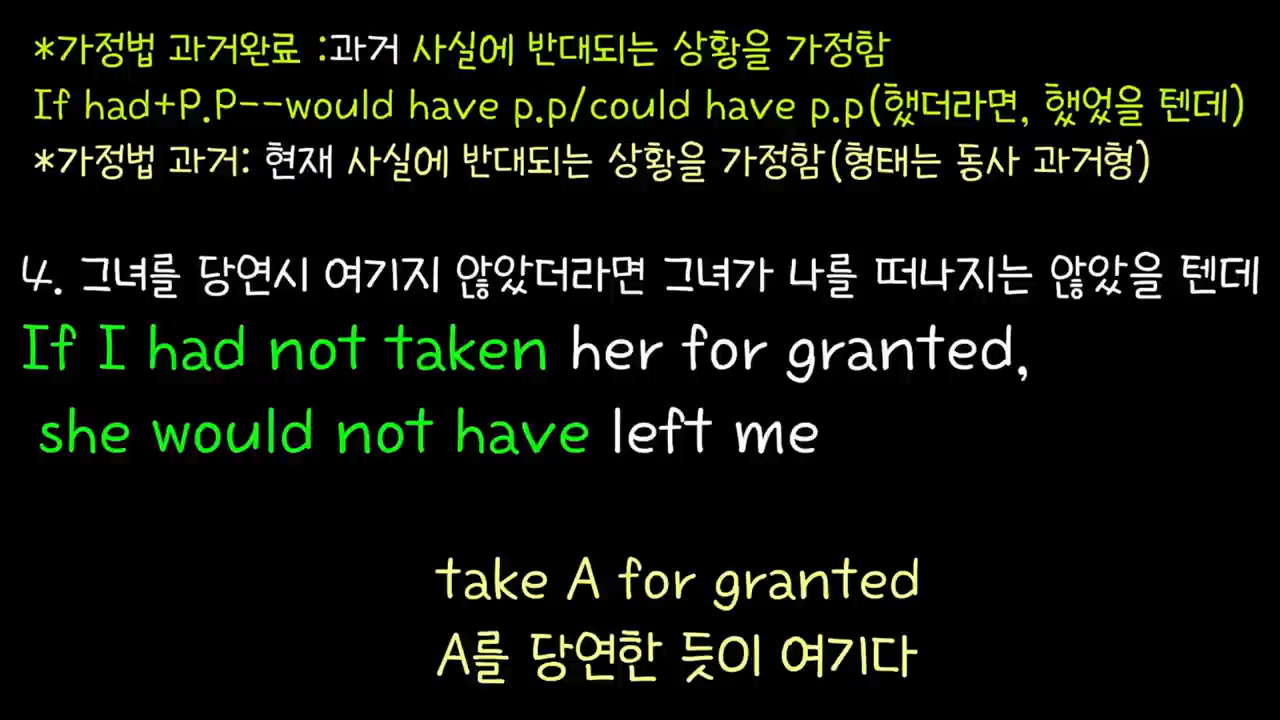 *가정법 과거완료 :과거 사실에 반대되는 상황을 가정함
If had+P.P--would have p.p/could have p.p(했더라면, 했었을 텐데)
*가정법 과거: 현재 사실에 반대되는 상황을 가정함(형태는 동사 과거형)
4. 그녀를 당연시 여기지 않았더라면 그녀가 나를 떠나지는 않았을 텐데
If I had not taken her for granted,
she would not have left me
take A for granted
A를 당연한 듯이 여기다